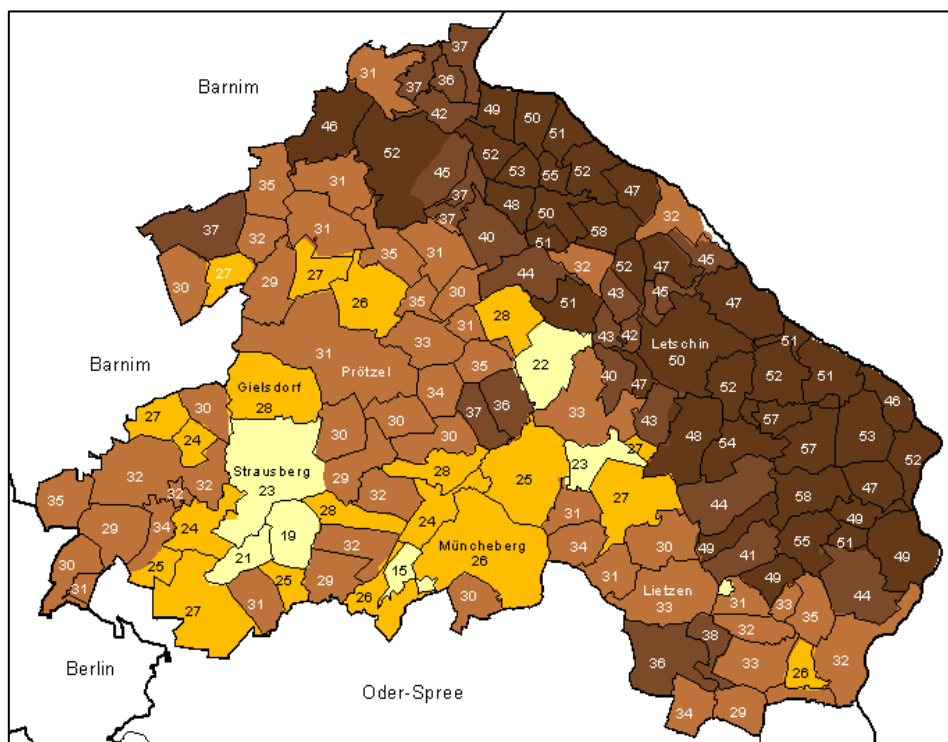 37
31 37 36
Barnim
42 49 50
46 51
52 52 53 55 52
45
31 47
35 37 48 50
37 37 32 58
32 31 40 51
35 31 44 32 52 47 45
30 27 29 27
26 35 30 51 43 45 47
28
31 33 31 43 42 Letschin 51
Barnim 50
Prötzel 35 22
Gielsdorf 40 47 52 52 51
28 34
27 30 37 36 33 43 57 46
24 30 30 30 48 54 57 53
Strausberg 28 23 27 52
32 32 23 29 25 47
35 32 32 28 27 44 58
24 24 31 49
29 34 19 32 Müncheberg 34 30 49 41 55 51 49
21 26
30 25 25 29 15 31 Lietzen 49 44
31 27 31 26 30 33 31 33 35
38 32
Berlin 36 33 26 32
Oder-Spree
34 29